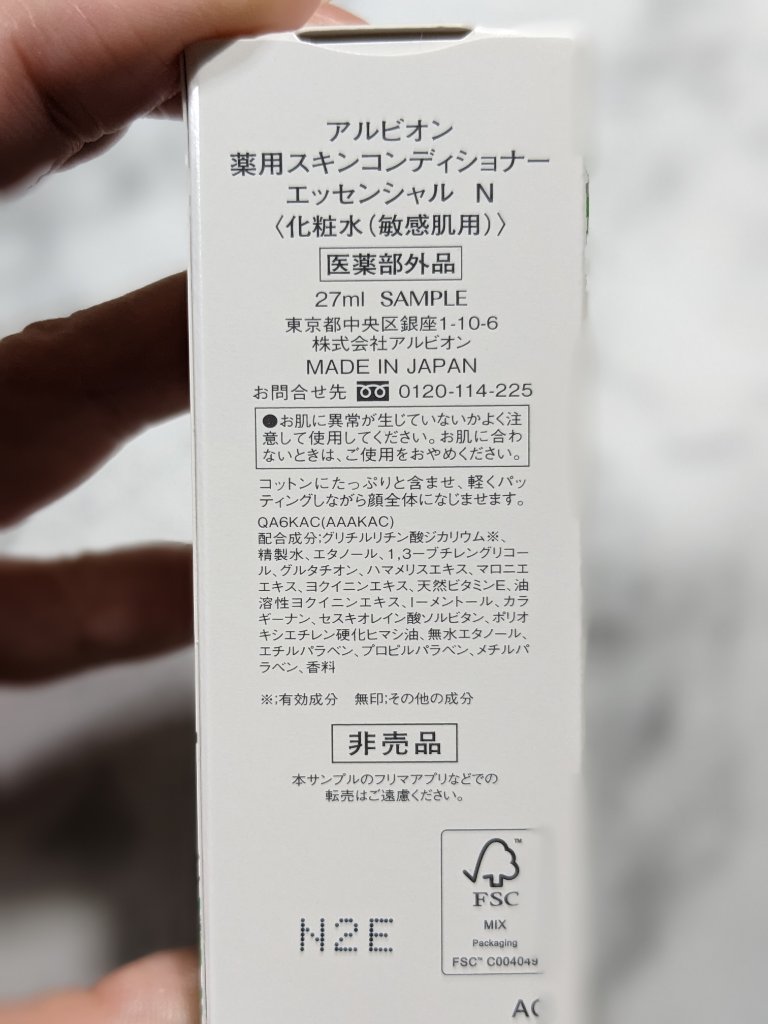 アルビオン
薬用スキンコンディショナー
エッセンシャル N
〈化粧水(敏感肌用)〉
医薬部外品
27ml SAMPLE
東京都中央区銀座1-10-6
株式会社アルビオン
MADE IN JAPAN
お問合せ先 0120-114-225
●お肌に異常が生じていないかよく注
意して使用してください。お肌に合わ
ないときは、ご使用をおやめください。
コットンにたっぷりと含ませ、軽くパッ
ティングしながら顔全体になじませます。
QA6KAC(AAAKAC)
配合成分;グリチルリチン酸ジカリウム※、
精製水、エタノール、1,3-ブチレングリコー
ル、グルタチオン、ハマメリスエキス、マロニエ
エキス、ヨクイニンエキス、天然ビタミンE、油
溶性ヨクイニンエキス、l-メントール、カラ
ギーナン、セスキオレイン酸ソルビタン、ポリオ
キシエチレン硬化ヒマシ油、無水エタノール、
エチルパラベン、プロピルパラベン、メチルパ
ラベン、香料
※;有効成分 無印;その他の成分
非売品
本サンプルのフリマアプリなどでの
転売はご遠慮ください。
FSC™
MIX
Packaging
FSC™ C004049
N2E